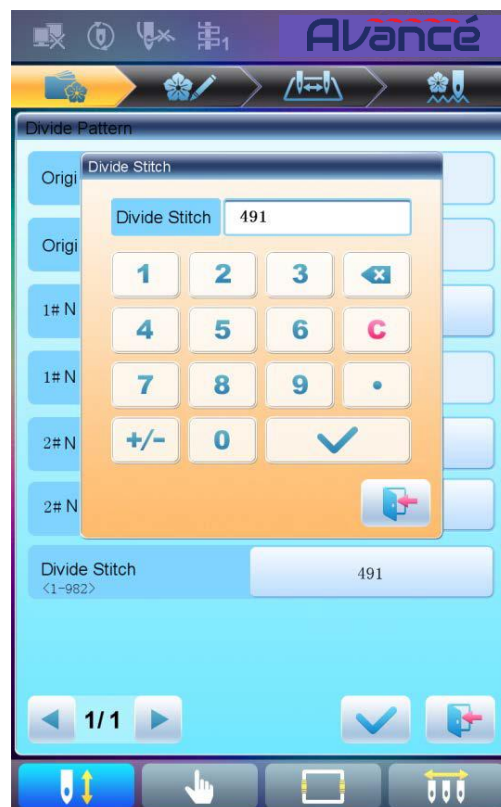 Avancé
1
Divide Pattern
Origi
Divide Stitch
Divide Stitch 491
Origi
1 2 3
1# N
4 5 6 C
1# N
7 8 9 •
2# N
+/- 0
2# N
Divide Stitch 491
<1-982>
1/1